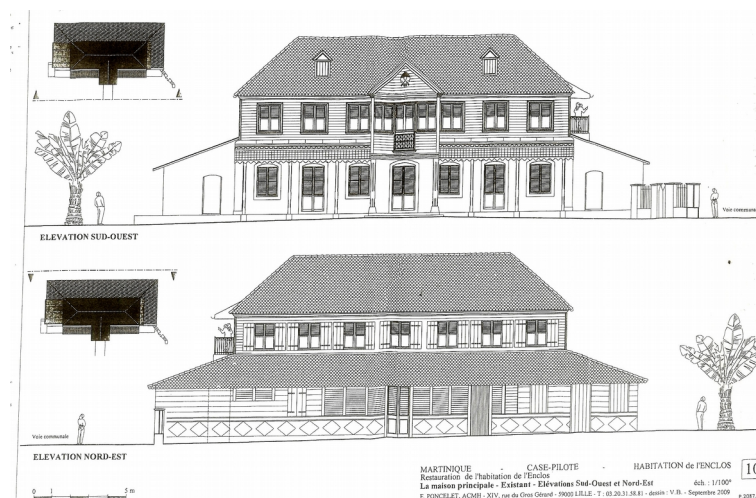 Voie communale
ELEVATION SUD-OUEST
Voie communale
ELEVATION NORD-EST
0 1 5 m
MARTINIQUE - CASE-PILOTE - HABITATION de l'ENCLOS
Restauration de l'habitation de l'Enclos
La maison principale - Existant - Elévations Sud-Ouest et Nord-Est éch. : 1/100°
F. PONCELET, ACMH - XIV, rue du Gros Gérard - 59000 LILLE - T : 03.20.31.58.81 - dessin : V.B. - Septembre 2009